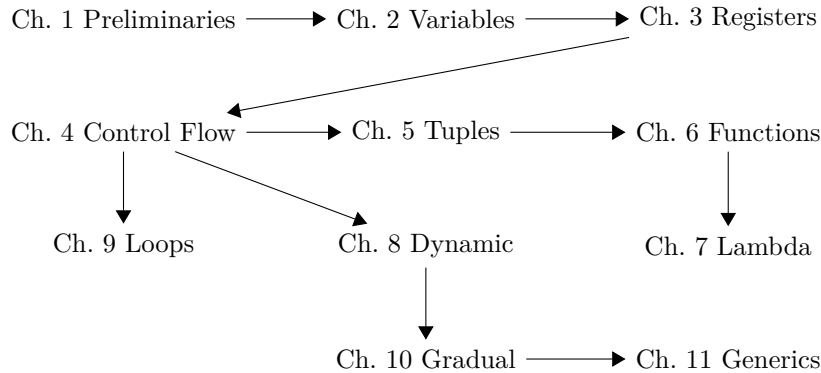 Ch. 1 Preliminaries
Ch. 2 Variables
Ch. 3 Registers
Ch. 4 Control Flow
Ch. 5 Tuples
Ch. 6 Functions
Ch. 9 Loops
Ch. 8 Dynamic
Ch. 7 Lambda
Ch. 10 Gradual
Ch. 11 Generics